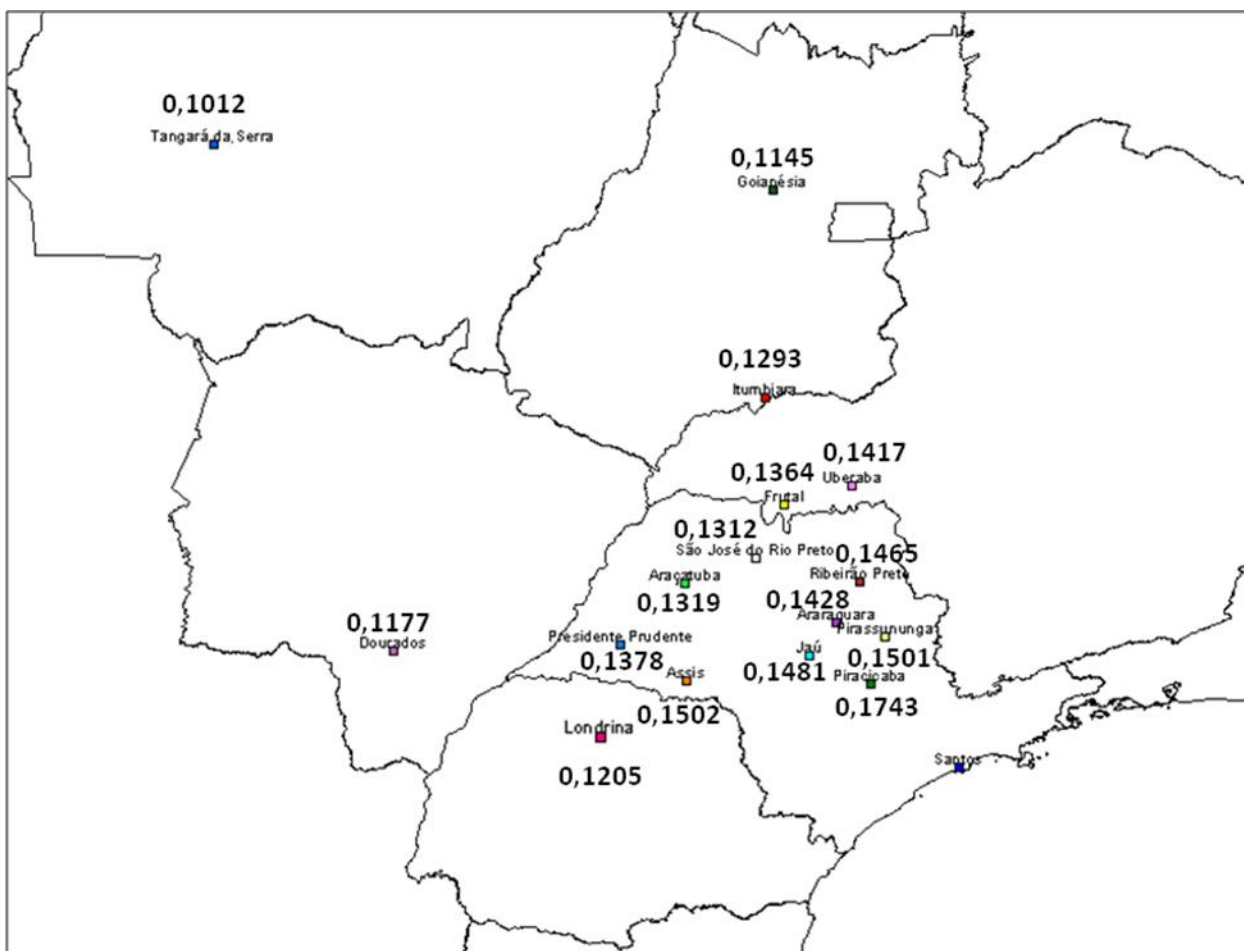 0,1012
Tangará da Serra
0,1145
Goianésia
0,1293
Itumbiara
0,1417
Uberaba
0,1364
Frutal
0,1312
São José do Rio Preto
0,1465
Ribeirão Preto
Araçatuba
0,1319
0,1428
Araraquara
Pirassununga
0,1177
Dourados
Presidente Prudente
0,1378
Jaú
0,1481
0,1501
Piracicaba
0,1743
Assis
0,1502
Londrina
0,1205
Santos